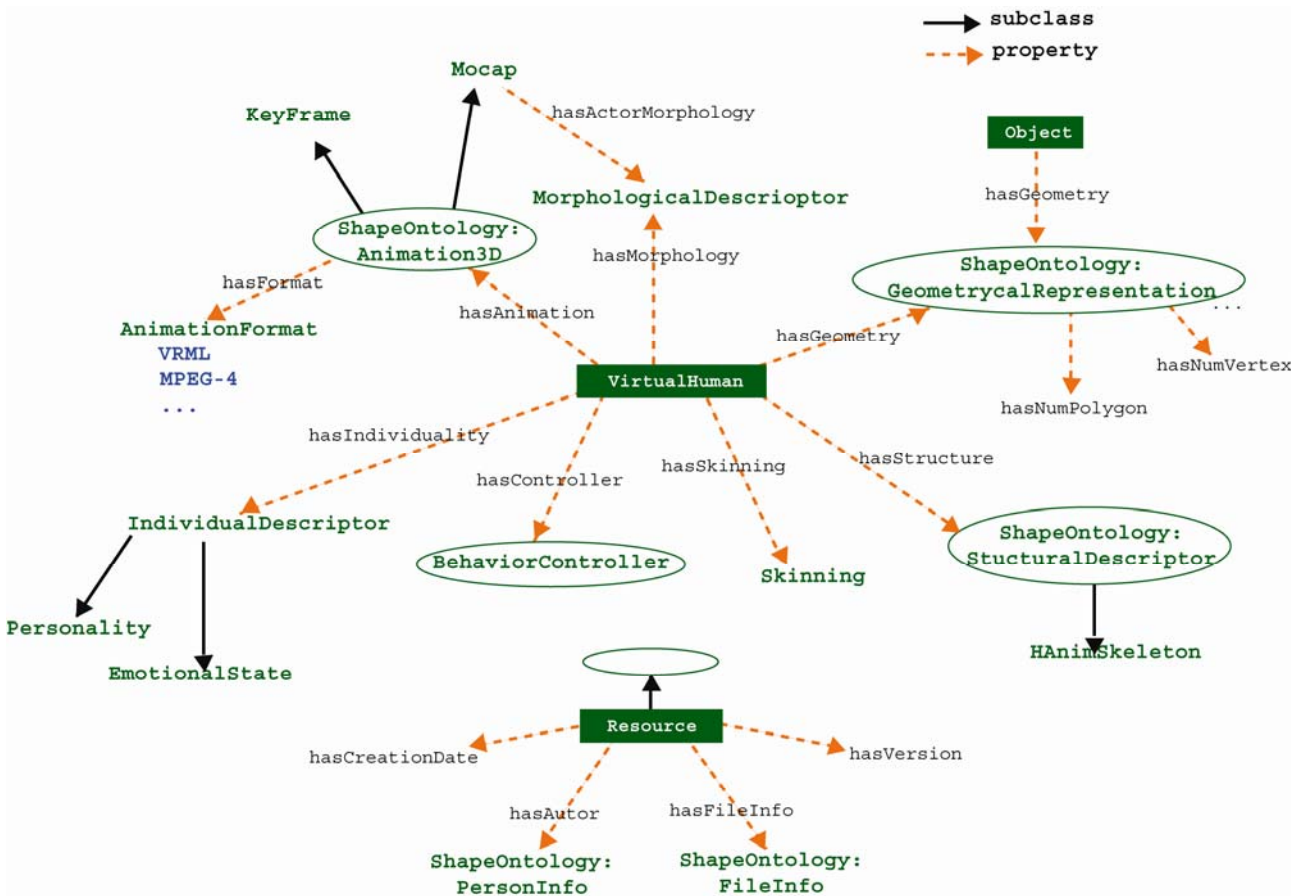 subclass
property
Mocap
KeyFrame
hasActorMorphology
Object
MorphologicalDescrioptor
hasGeometry
ShapeOntology:
Animation3D
hasMorphology
ShapeOntology:
GeometrycalRepresentation
...
hasFormat
hasAnimation
AnimationFormat
VRML
MPEG-4
...
hasGeometry
hasNumVertex
VirtualHuman
hasNumPolygon
hasIndividuality
hasController
hasSkinning
hasStructure
IndividualDescriptor
BehaviorController
Skinning
ShapeOntology:
StucturalDescriptor
Personality
EmotionalState
HAnimSkeleton
Resource
hasCreationDate
hasVersion
hasAutor
hasFileInfo
ShapeOntology:
PersonInfo
ShapeOntology:
FileInfo